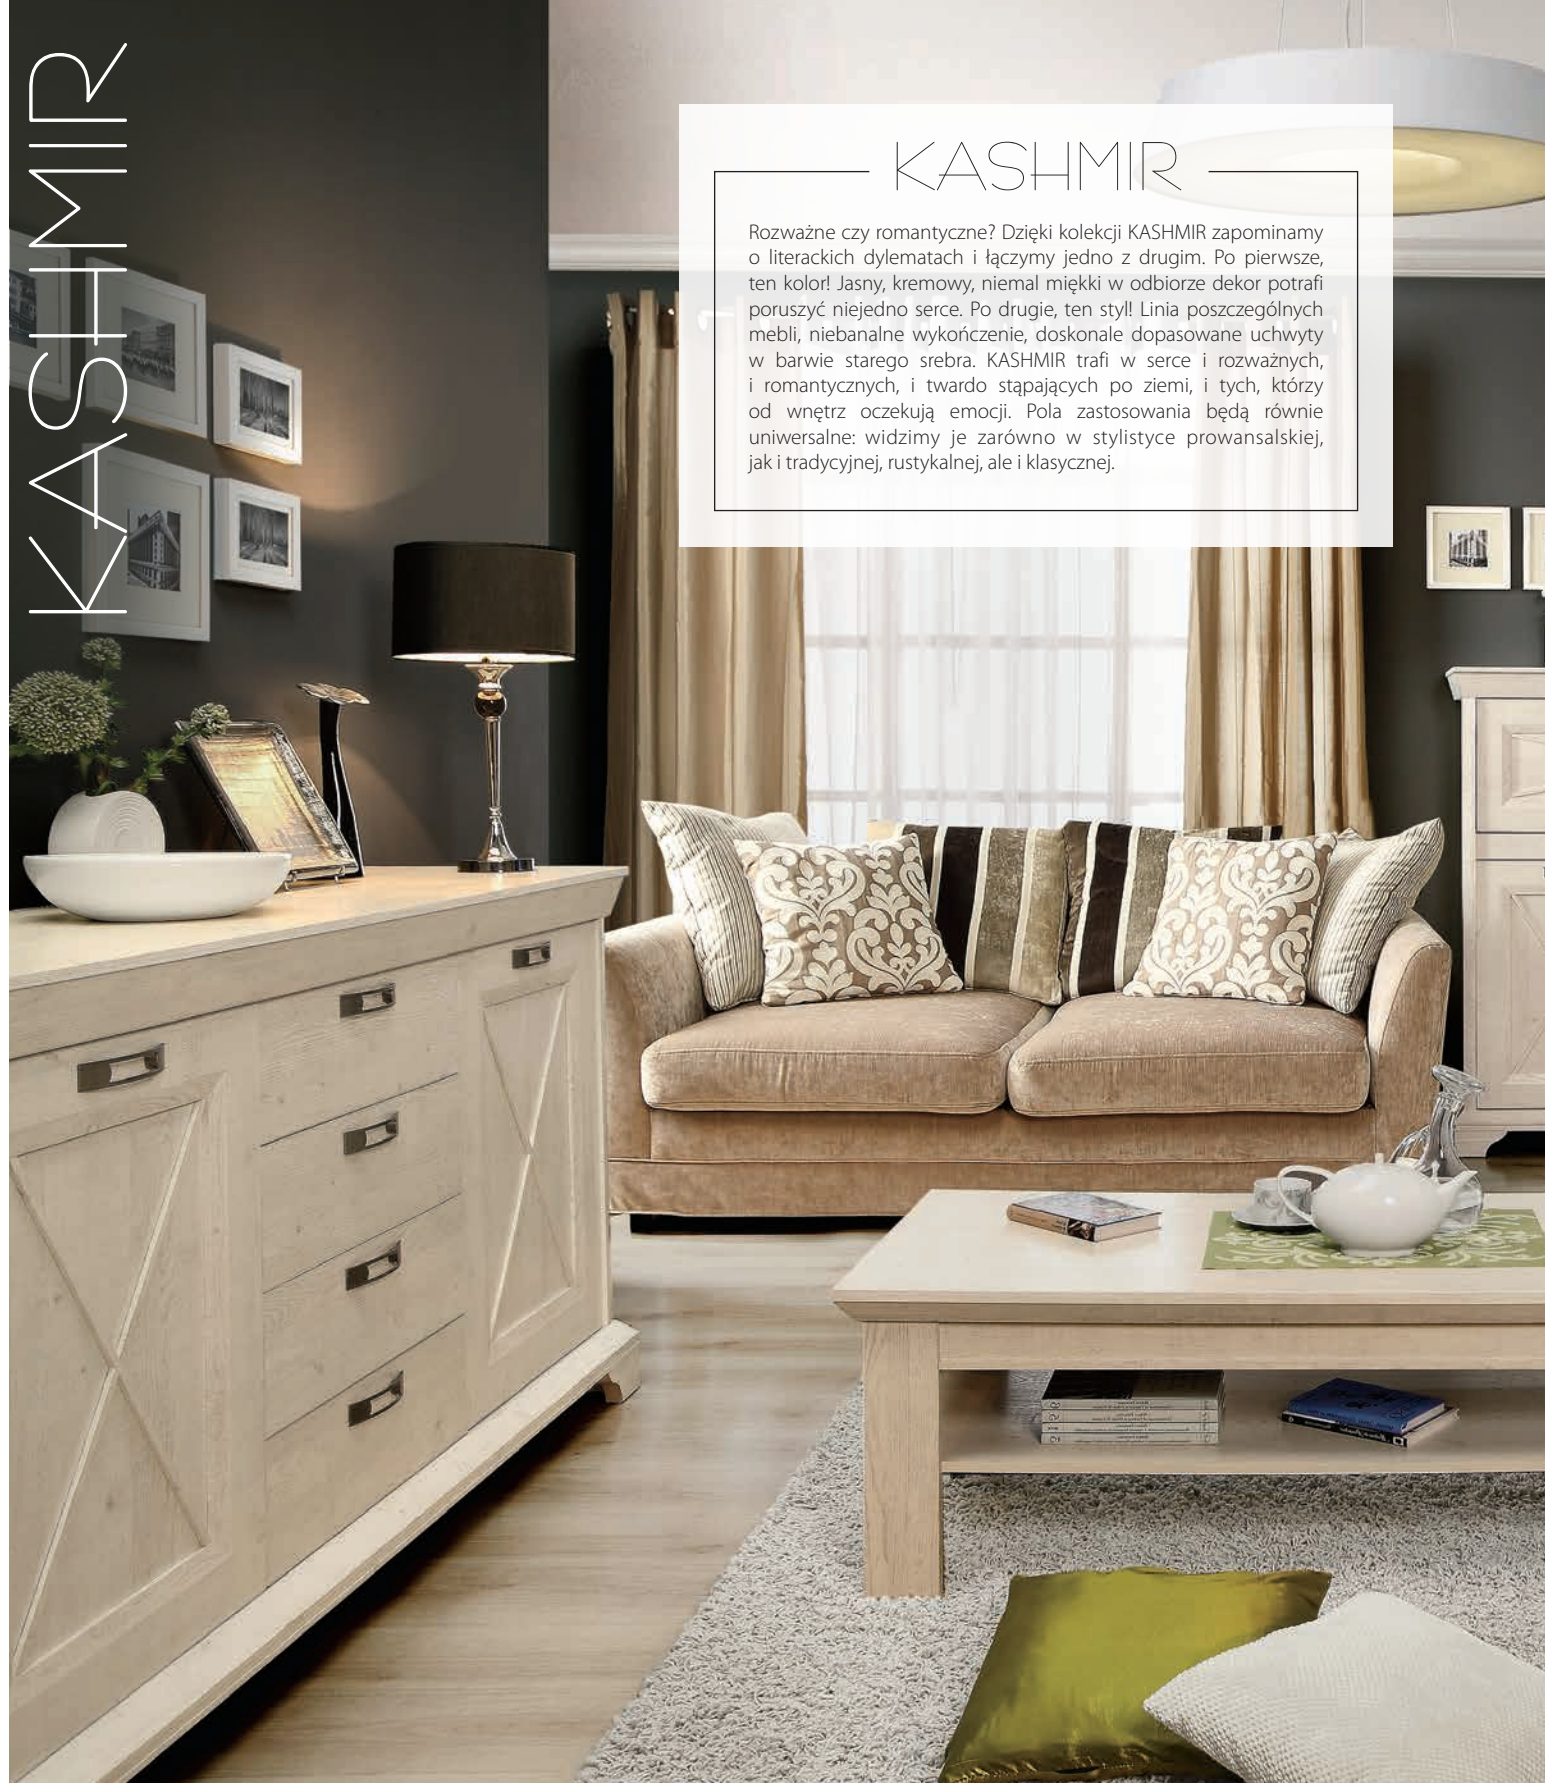 KASHMIR
KASHMIR
Rozważne czy romantyczne? Dzięki kolekcji KASHMIR zapominamy
o literackich dylematach i łączymy jedno z drugim. Po pierwsze,
ten kolor! Jasny, kremowy, niemal miękki w odbiorze dekor potrafi
poruszyć niejedno serce. Po drugie, ten styl! Linia poszczególnych
mebli, niebanalne wykończenie, doskonale dopasowane uchwyty
w barwie starego srebra. KASHMIR trafi w serce i rozważnych,
i romantycznych, i twardo stąpających po ziemi, i tych, którzy
od wnętrz oczekują emocji. Pola zastosowania będą równie
uniwersalne: widzimy je zarówno w stylistyce prowansalskiej,
jak i tradycyjnej, rustykalnej, ale i klasycznej.